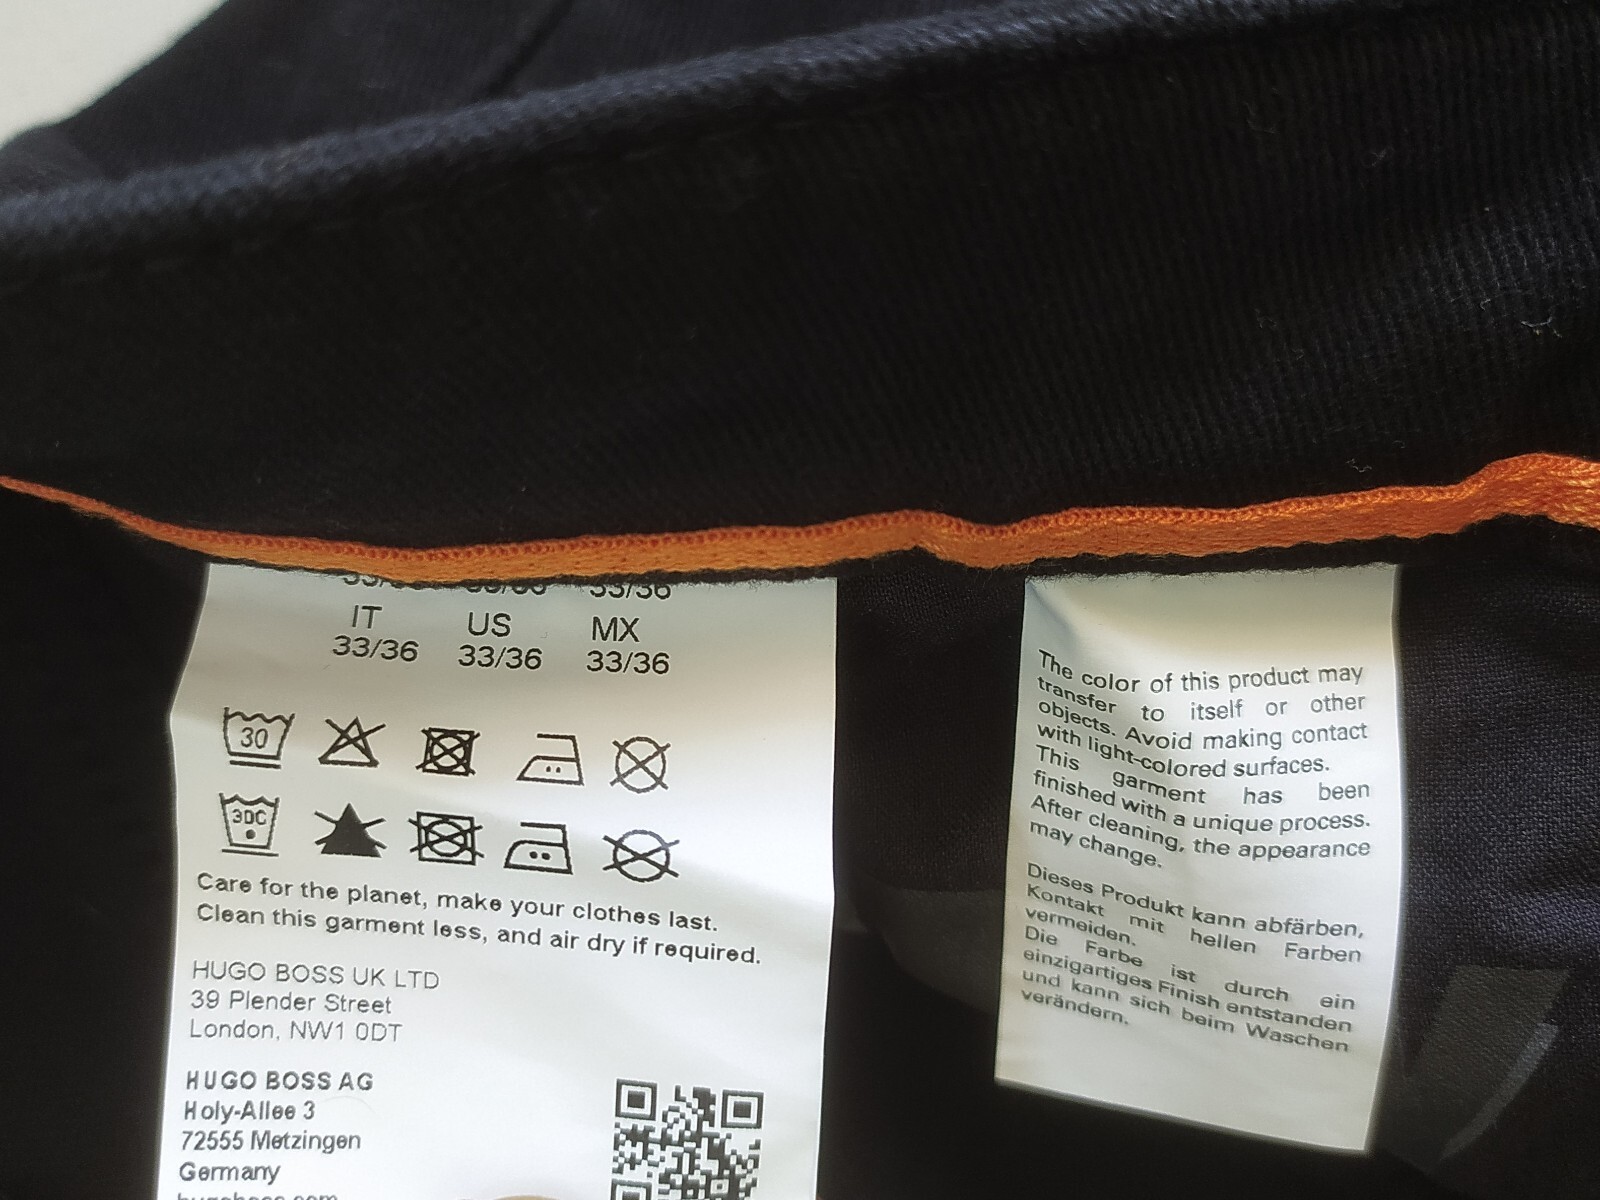 33/36
IT US MX
33/36 33/36 33/36
30
3DC
Care for the planet, make your clothes last.
Clean this garment less, and air dry if required.
HUGO BOSS UK LTD
39 Plender Street
London, NW1 0DT
HUGO BOSS AG
Holy-Allee 3
72555 Metzingen
Germany
The color of this product may
transfer to itself or other
objects. Avoid making contact
with light-colored surfaces.
This garment has been
finished with a unique process.
After cleaning, the appearance
may change.
Dieses Produkt kann abfärben,
Kontakt mit hellen Farben
vermeiden.
Die Farbe ist durch ein
einzigartiges Finish entstanden
und kann sich beim Waschen
verändern.